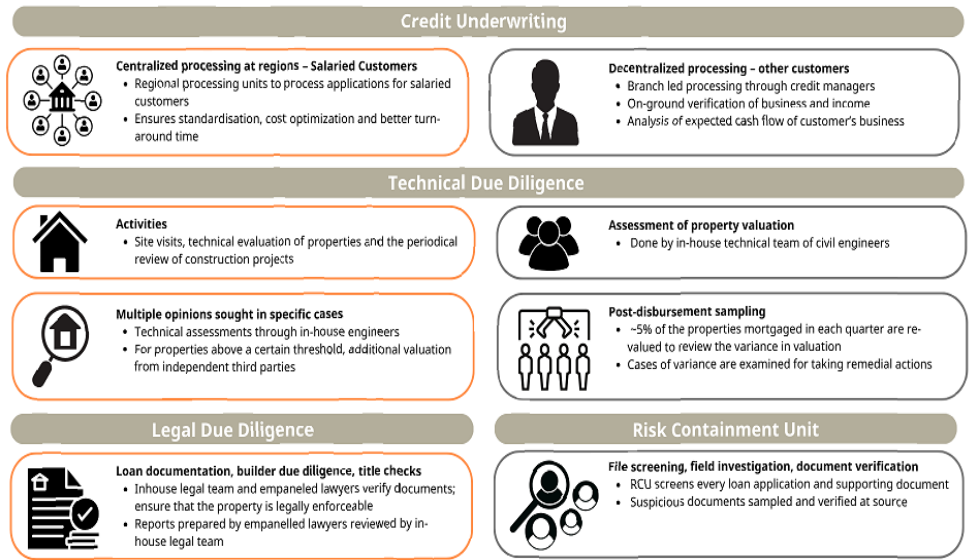 Credit Underwriting
Centralized processing at regions – Salaried Customers
• Regional processing units to process applications for salaried
customers
• Ensures standardisation, cost optimization and better turn-
around time
Decentralized processing – other customers
• Branch led processing through credit managers
• On-ground verification of business and income
• Analysis of expected cash flow of customer's business
Technical Due Diligence
Activities
• Site visits, technical evaluation of properties and the periodical
review of construction projects
Assessment of property valuation
• Done by in-house technical team of civil engineers
Multiple opinions sought in specific cases
• Technical assessments through in-house engineers
• For properties above a certain threshold, additional valuation
from independent third parties
Post-disbursement sampling
• ~5% of the properties mortgaged in each quarter are re-
valued to review the variance in valuation
• Cases of variance are examined for taking remedial actions
Legal Due Diligence
Loan documentation, builder due diligence, title checks
• Inhouse legal team and empaneled lawyers verify documents;
ensure that the property is legally enforceable
• Reports prepared by empanelled lawyers reviewed by in-
house legal team
Risk Containment Unit
File screening, field investigation, document verification
• RCU screens every loan application and supporting document
• Suspicious documents sampled and verified at source